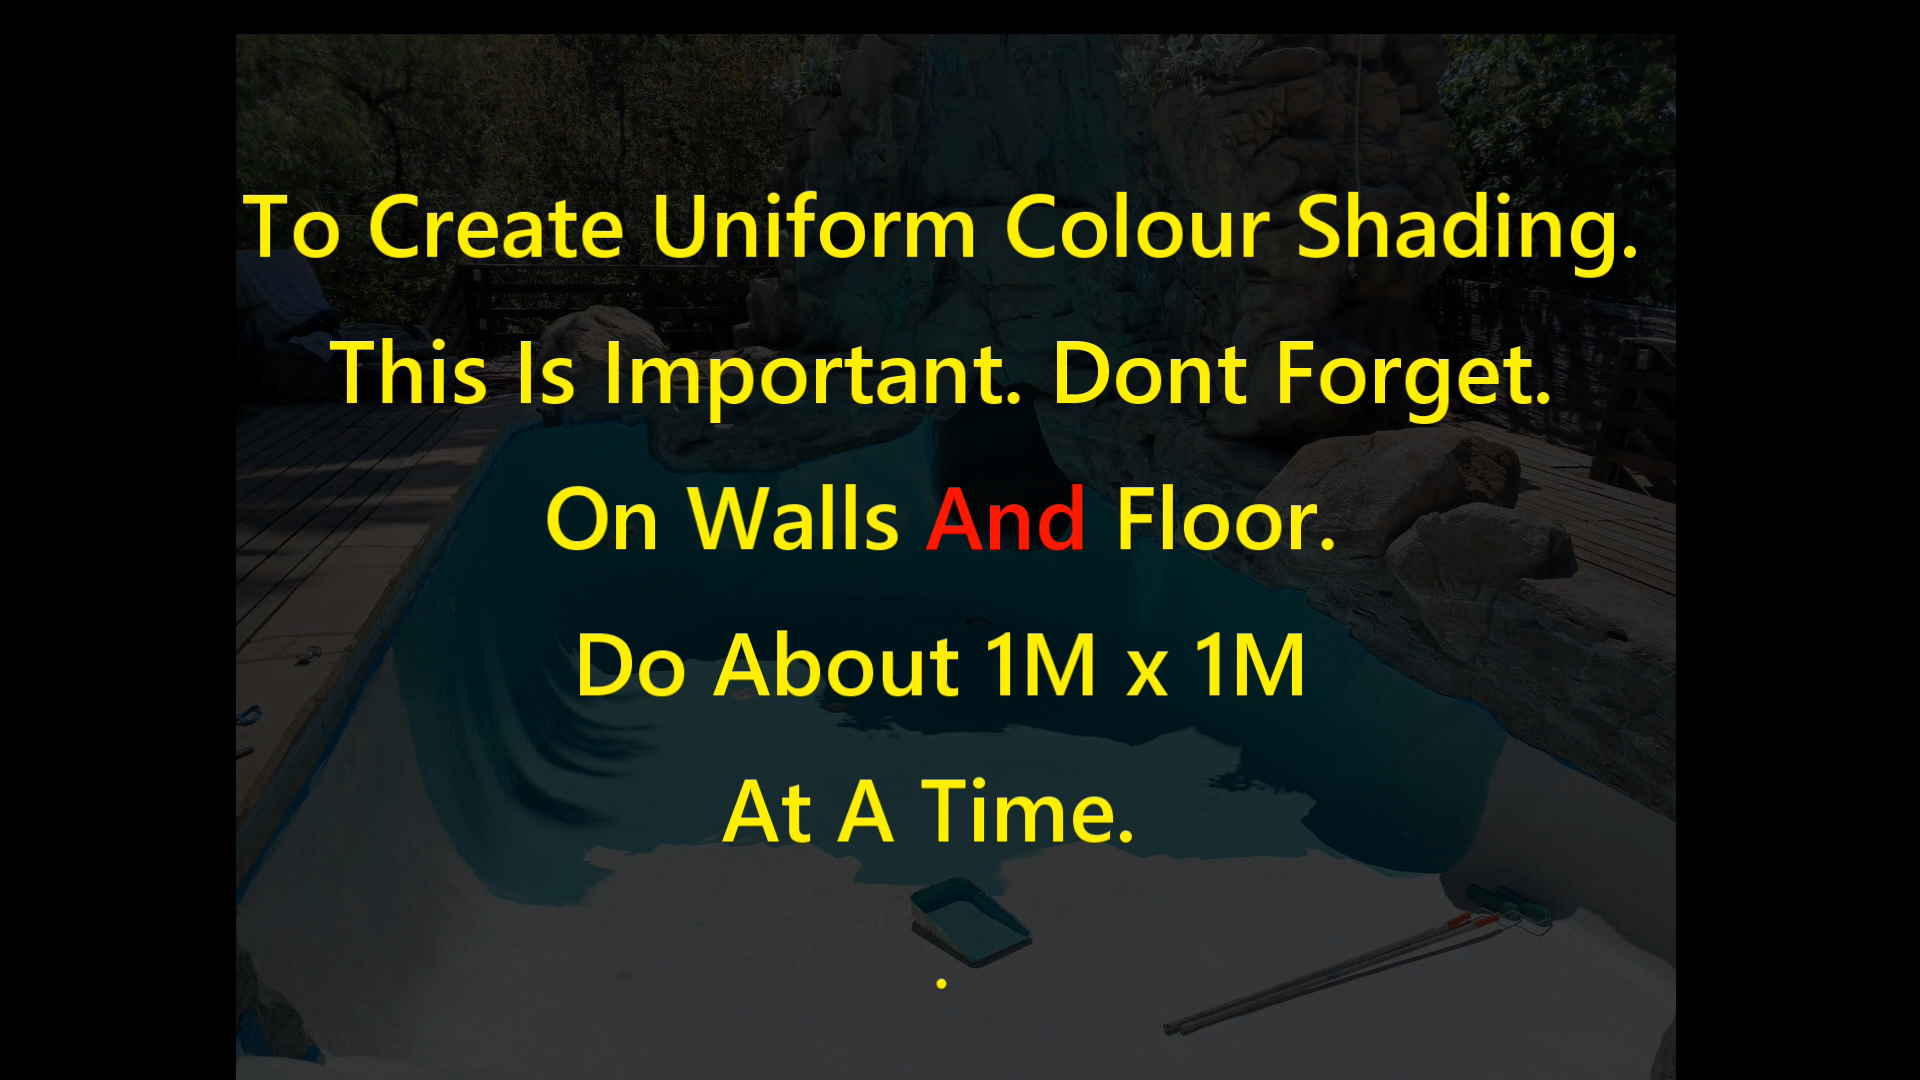 To Create Uniform Colour Shading.
This Is Important. Dont Forget.
On Walls And Floor.
Do About 1M x 1M
At A Time.
.